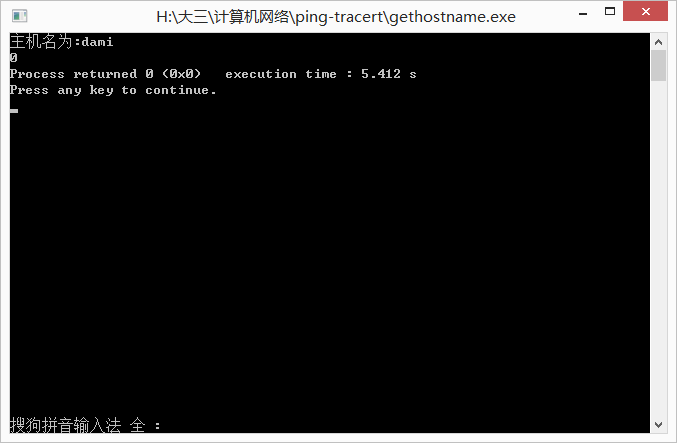 H:\大三\计算机网络\ping-tracert\gethostname.exe
主机名为:dami
0
Process returned 0 (0x0)   execution time : 5.412 s
Press any key to continue.
搜狗拼音输入法 全 :